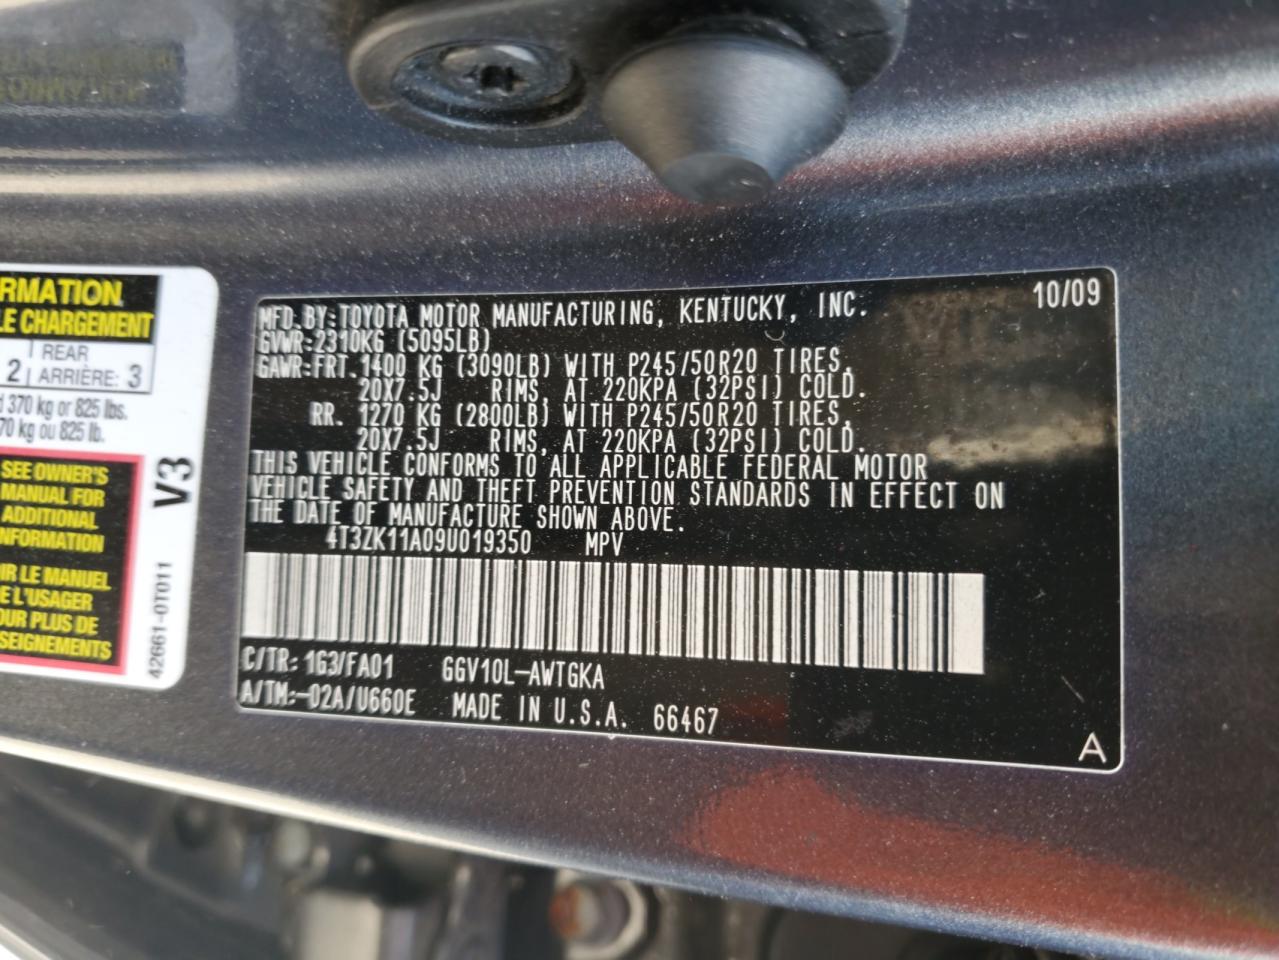 RMATION
LE CHARGEMENT
2 REAR ARRIÈRE: 3
370 kg or 825 lbs.
70 kg ou 825 lb.
SEE OWNER'S
MANUAL FOR
ADDITIONAL
INFORMATION
IR LE MANUEL
E L'USAGER
OUR PLUS DE
SEIGNEMENTS
V3
42661-0T011
10/09
MFD.BY:TOYOTA MOTOR MANUFACTURING, KENTUCKY, INC.
GVWR:2310KG (5095LB)
GAWR:FRT.1400 KG (3090LB) WITH P245/50R20 TIRES,
20X7.5J RIMS, AT 220KPA (32PSI) COLD.
RR. 1270 KG (2800LB) WITH P245/50R20 TIRES,
20X7.5J RIMS, AT 220KPA (32PSI) COLD.
THIS VEHICLE CONFORMS TO ALL APPLICABLE FEDERAL MOTOR
VEHICLE SAFETY AND THEFT PREVENTION STANDARDS IN EFFECT ON
THE DATE OF MANUFACTURE SHOWN ABOVE.
4T3ZK11A09U019350 MPV
C/TR: 1G3/FA01 GGV10L-AWTGKA
A/TM:-02A/U660E MADE IN U.S.A. 66467
A